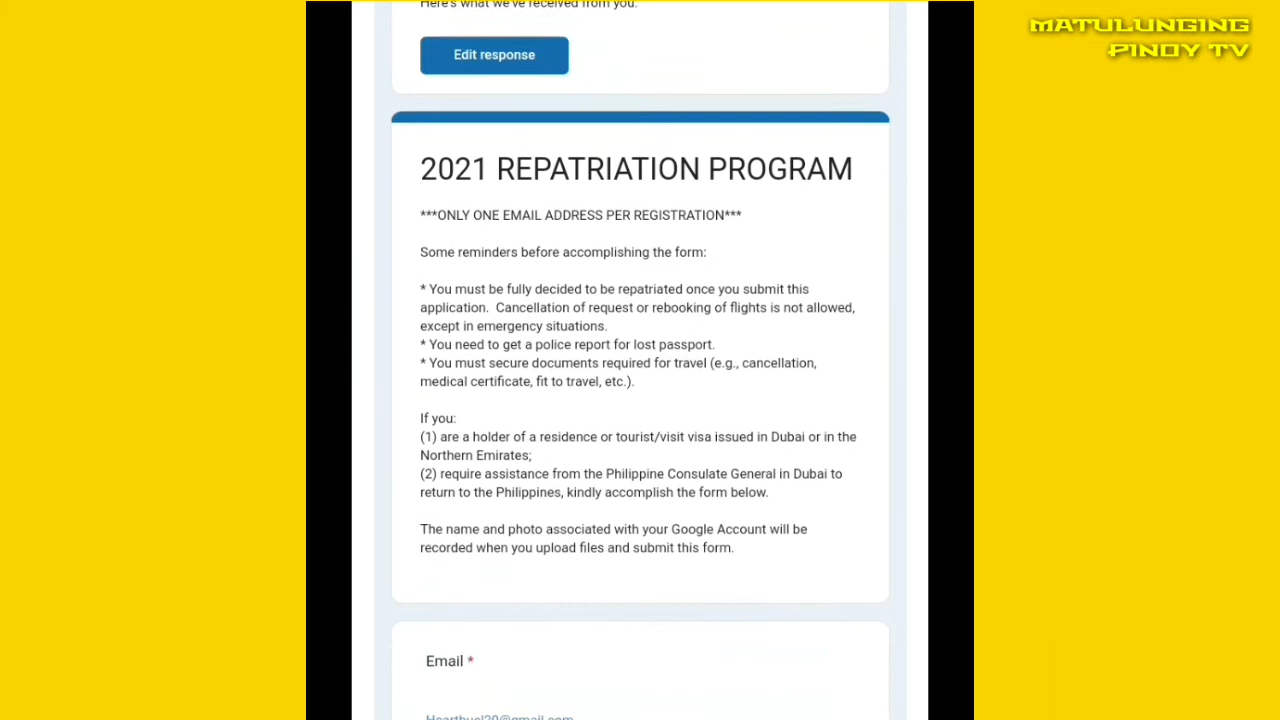 Here's what we've received from you.
MATULUNGING
PINOY TV
Edit response
2021 REPATRIATION PROGRAM
***ONLY ONE EMAIL ADDRESS PER REGISTRATION***
Some reminders before accomplishing the form:
* You must be fully decided to be repatriated once you submit this
application.  Cancellation of request or rebooking of flights is not allowed,
except in emergency situations.
* You need to get a police report for lost passport.
* You must secure documents required for travel (e.g., cancellation,
medical certificate, fit to travel, etc.).
If you:
(1) are a holder of a residence or tourist/visit visa issued in Dubai or in the
Northern Emirates;
(2) require assistance from the Philippine Consulate General in Dubai to
return to the Philippines, kindly accomplish the form below.
The name and photo associated with your Google Account will be
recorded when you upload files and submit this form.
Email *